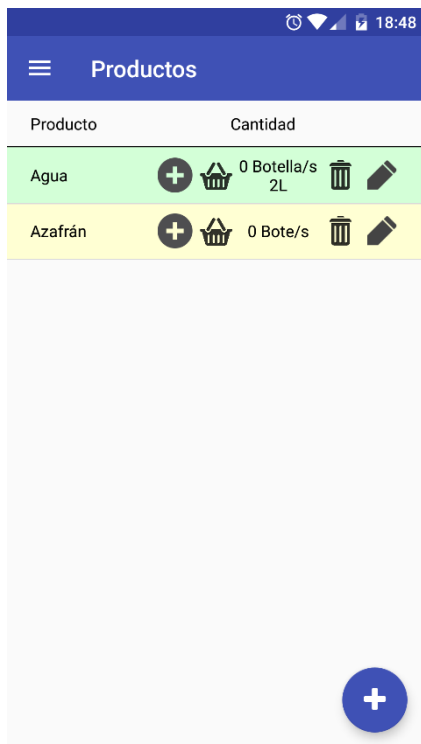 18:48
Productos
Producto Cantidad
Agua 0 Botella/s
2L
Azafrán 0 Bote/s